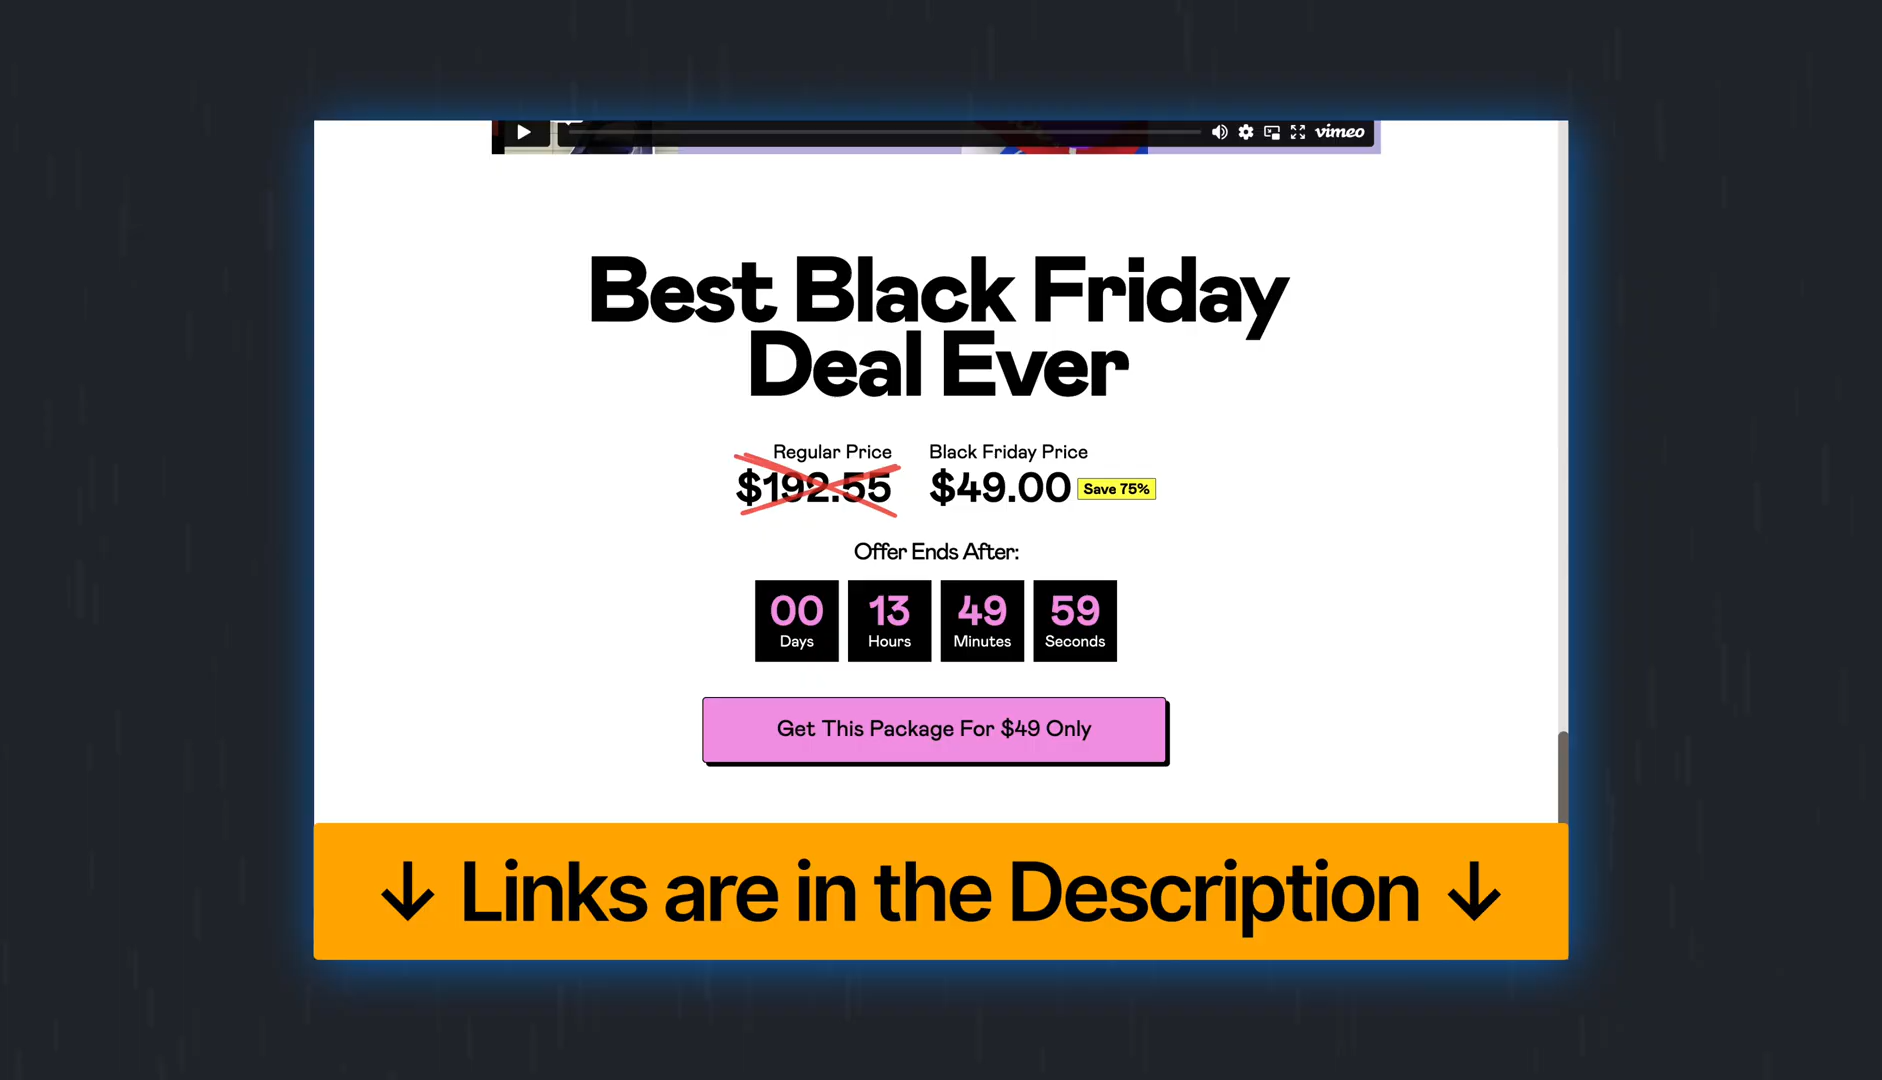 vimeo
Best Black Friday
Deal Ever
Regular Price
$192.55
Black Friday Price
$49.00
Save 75%
Offer Ends After:
00
Days
13
Hours
49
Minutes
59
Seconds
Get This Package For $49 Only
↓ Links are in the Description ↓